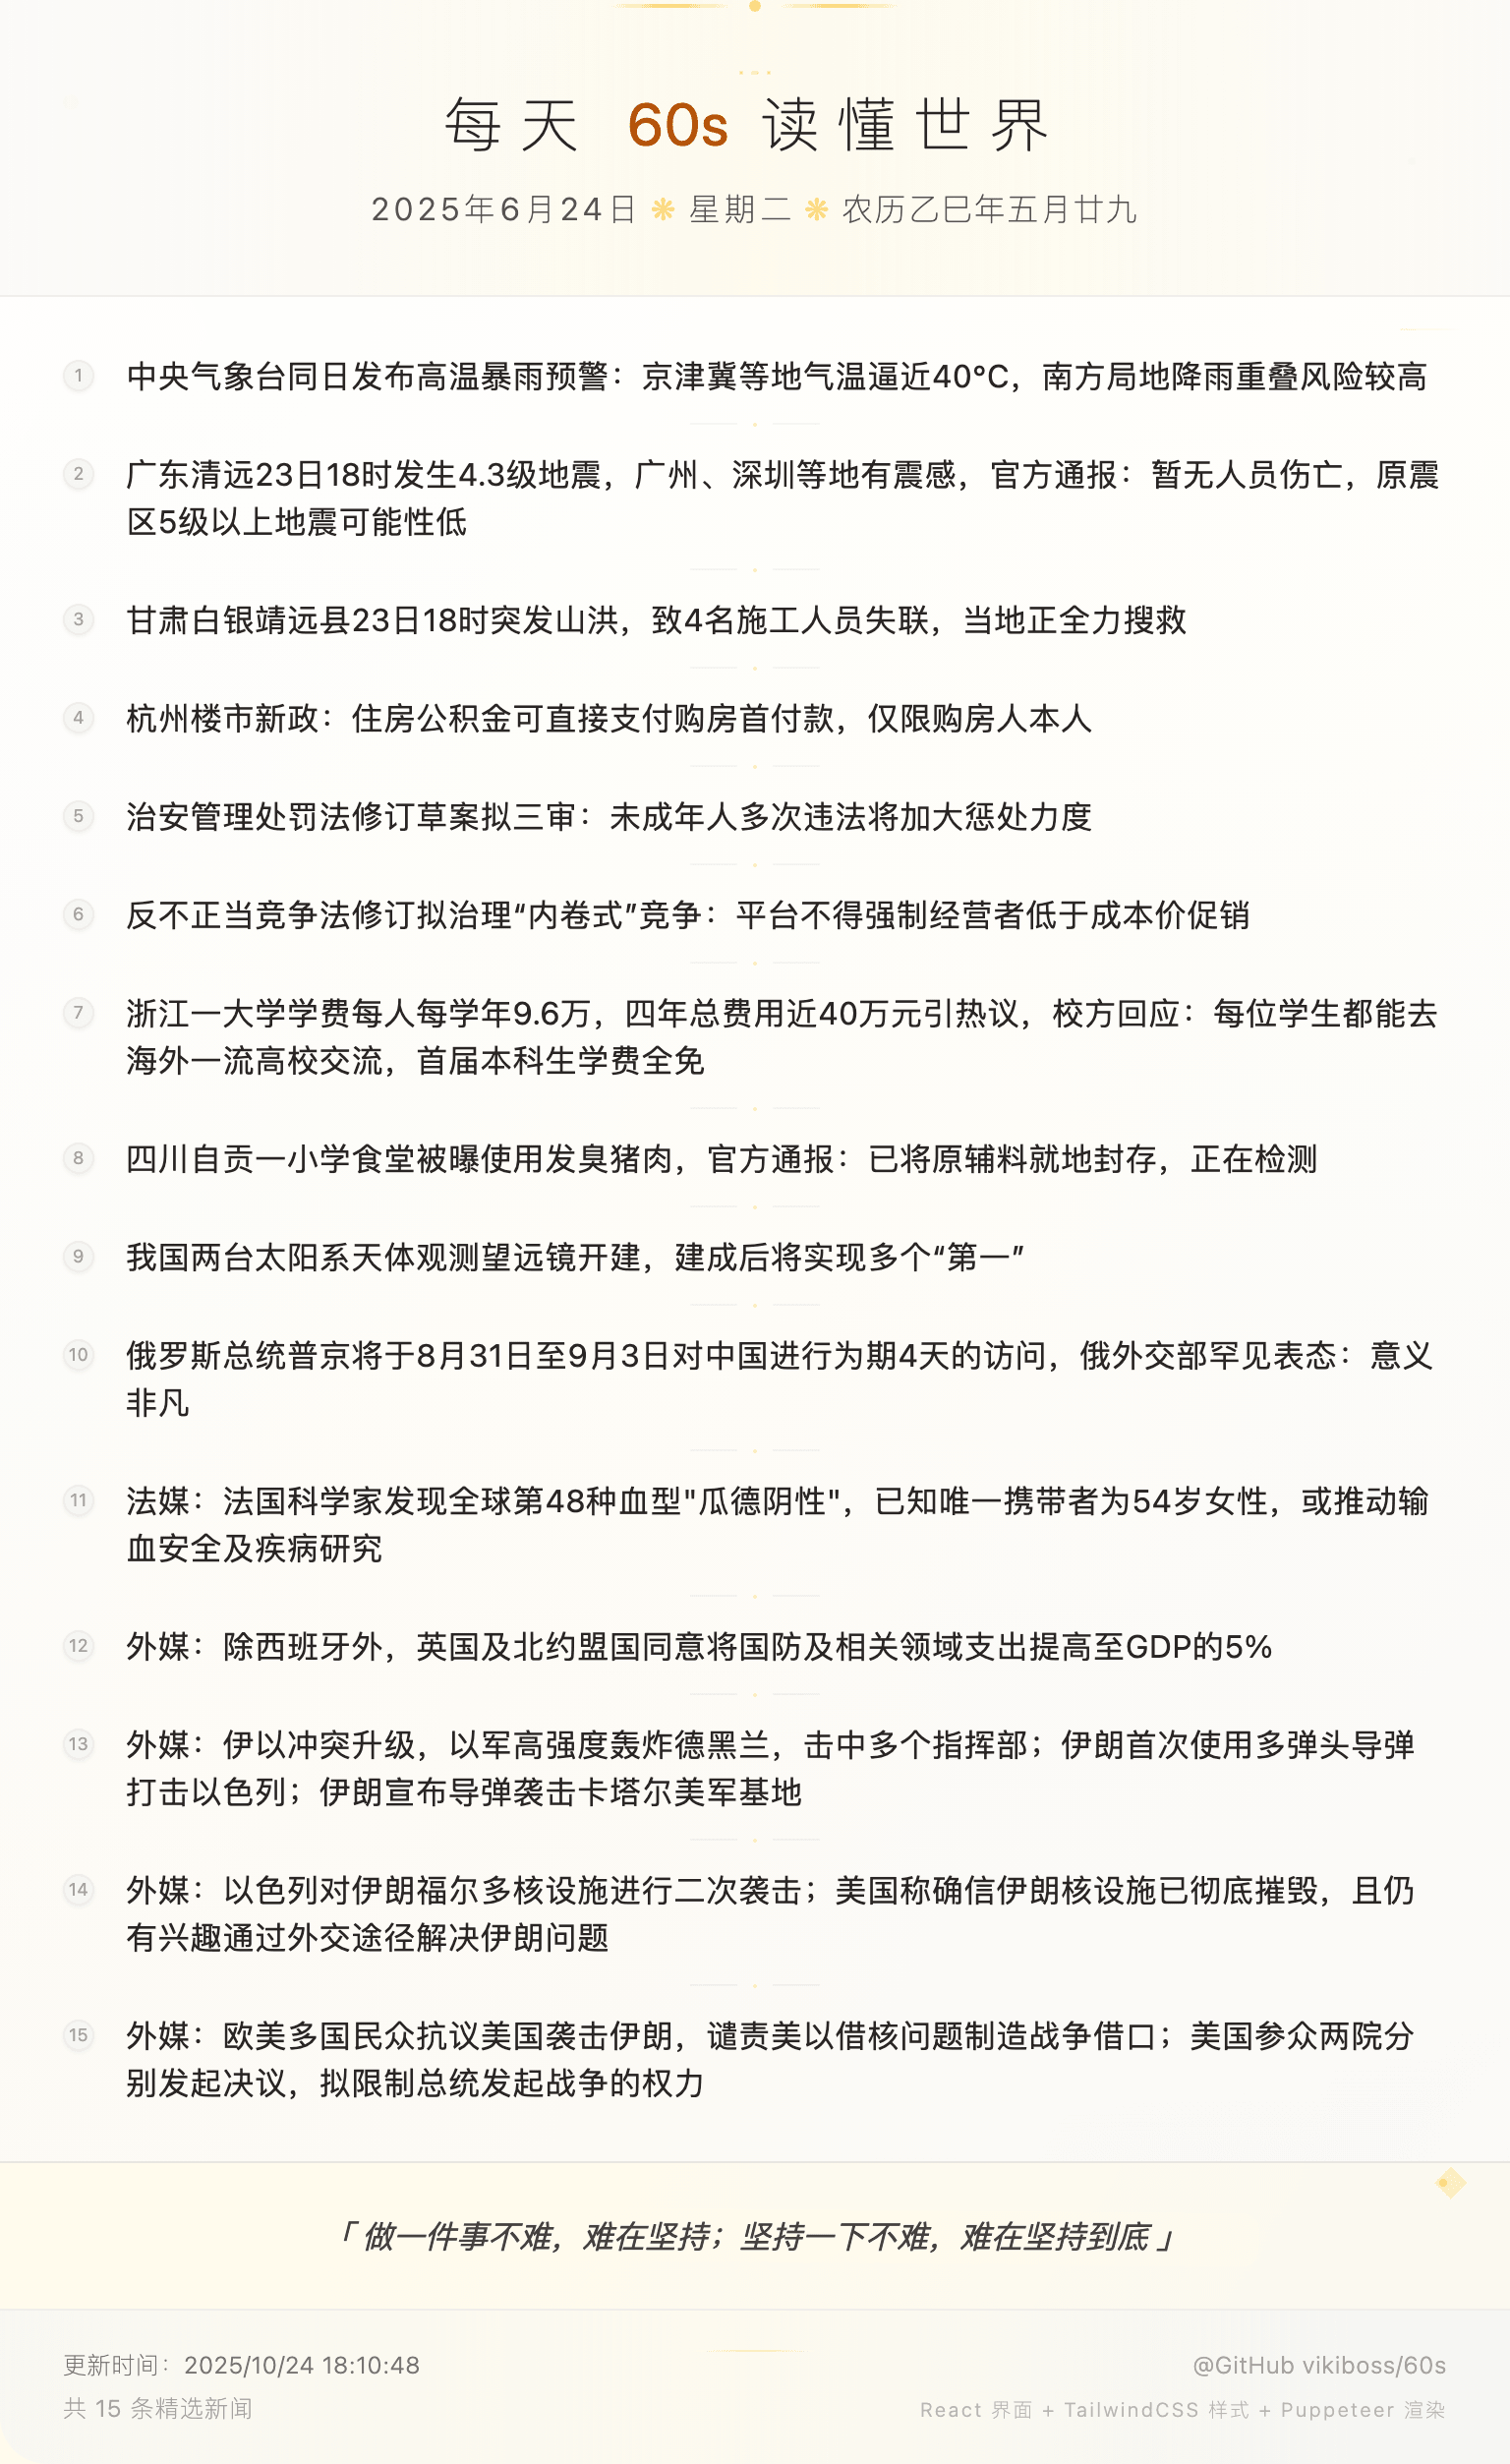 每天 60s 读懂世界
2025年6月24日 ❋ 星期二 ❋ 农历乙巳年五月廿九
1 中央气象台同日发布高温暴雨预警：京津冀等地气温逼近40°C，南方局地降雨重叠风险较高
2 广东清远23日18时发生4.3级地震，广州、深圳等地有震感，官方通报：暂无人员伤亡，原震
区5级以上地震可能性低
3 甘肃白银靖远县23日18时突发山洪，致4名施工人员失联，当地正全力搜救
4 杭州楼市新政：住房公积金可直接支付购房首付款，仅限购房人本人
5 治安管理处罚法修订草案拟三审：未成年人多次违法将加大惩处力度
6 反不正当竞争法修订拟治理“内卷式”竞争：平台不得强制经营者低于成本价促销
7 浙江一大学学费每人每学年9.6万，四年总费用近40万元引热议，校方回应：每位学生都能去
海外一流高校交流，首届本科生学费全免
8 四川自贡一小学食堂被曝使用发臭猪肉，官方通报：已将原辅料就地封存，正在检测
9 我国两台太阳系天体观测望远镜开建，建成后将实现多个“第一”
10 俄罗斯总统普京将于8月31日至9月3日对中国进行为期4天的访问，俄外交部罕见表态：意义
非凡
11 法媒：法国科学家发现全球第48种血型"瓜德阴性"，已知唯一携带者为54岁女性，或推动输
血安全及疾病研究
12 外媒：除西班牙外，英国及北约盟国同意将国防及相关领域支出提高至GDP的5%
13 外媒：伊以冲突升级，以军高强度轰炸德黑兰，击中多个指挥部；伊朗首次使用多弹头导弹
打击以色列；伊朗宣布导弹袭击卡塔尔美军基地
14 外媒：以色列对伊朗福尔多核设施进行二次袭击；美国称确信伊朗核设施已彻底摧毁，且仍
有兴趣通过外交途径解决伊朗问题
15 外媒：欧美多国民众抗议美国袭击伊朗，谴责美以借核问题制造战争借口；美国参众两院分
别发起决议，拟限制总统发起战争的权力
「 做一件事不难，难在坚持；坚持一下不难，难在坚持到底 」
更新时间：2025/10/24 18:10:48
@GitHub vikiboss/60s
共 15 条精选新闻
React 界面 + TailwindCSS 样式 + Puppeteer 渲染